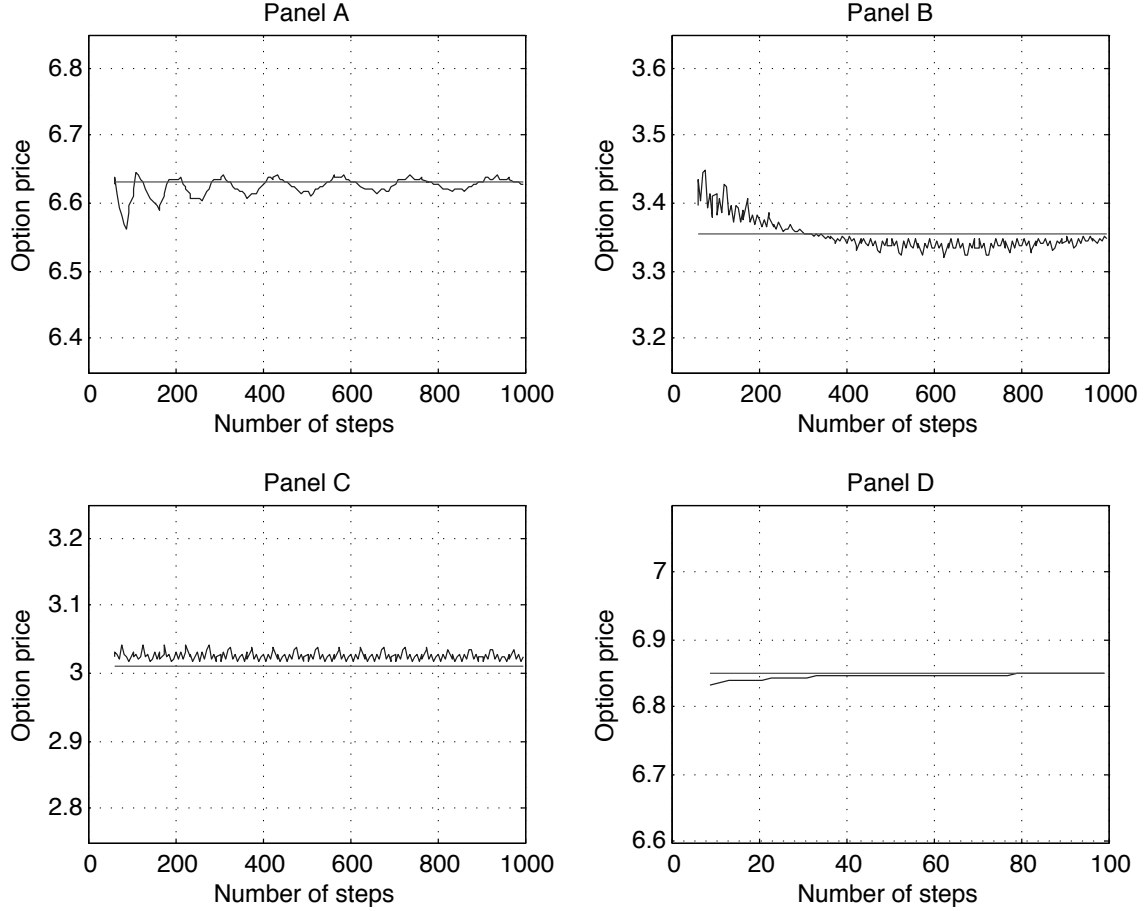 Panel A
6.8
6.7
6.6
6.5
6.4
Option price
0 200 400 600 800 1000
Number of steps
Panel B
3.6
3.5
3.4
3.3
3.2
Option price
0 200 400 600 800 1000
Number of steps
Panel C
3.2
3.1
3
2.9
2.8
Option price
0 200 400 600 800 1000
Number of steps
Panel D
7
6.9
6.8
6.7
6.6
Option price
0 20 40 60 80 100
Number of steps